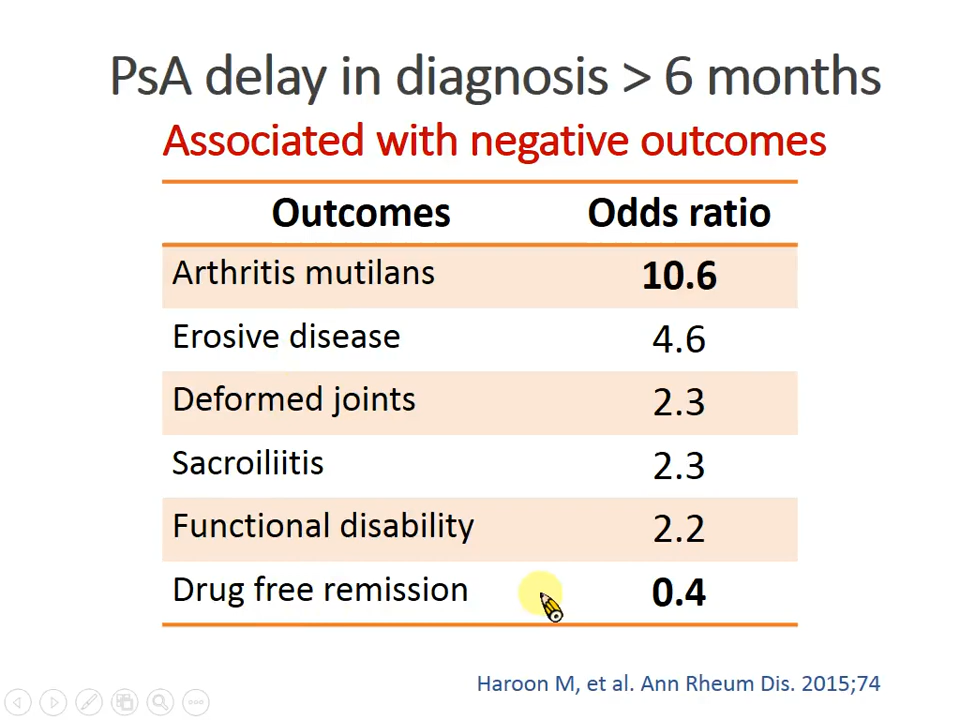 PsA delay in diagnosis > 6 months
Associated with negative outcomes
Outcomes Odds ratio
Arthritis mutilans 10.6
Erosive disease 4.6
Deformed joints 2.3
Sacroiliitis 2.3
Functional disability 2.2
Drug free remission 0.4
Haroon M, et al. Ann Rheum Dis. 2015;74